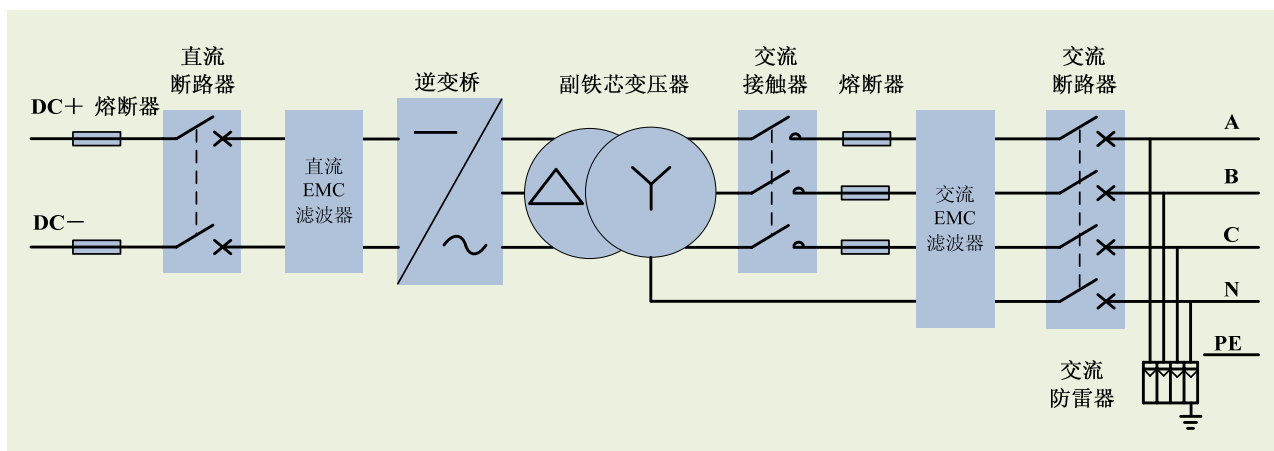 直流
断路器
DC+
熔断器
DC−
直流
EMC
滤波器
逆变桥
副铁芯变压器
交流
接触器
熔断器
交流
EMC
滤波器
交流
断路器
A
B
C
N
PE
交流
防雷器